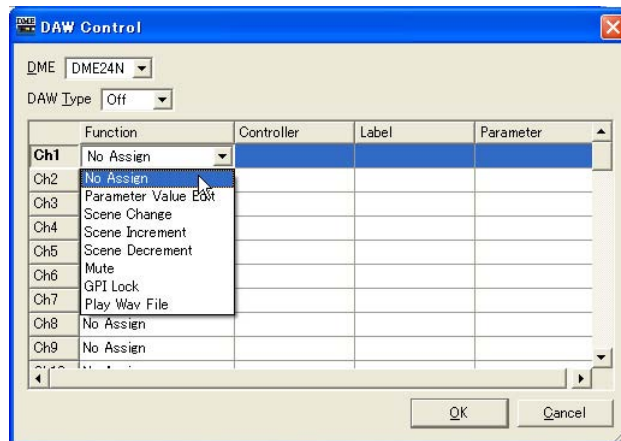 DME DAW Control
DME DME24N
DAW Type Off
Function Controller Label Parameter
Ch1 No Assign
Ch2 No Assign
Ch3 Parameter Value Edit
Ch4 Scene Change
Scene Increment
Ch5 Scene Decrement
Ch6 Mute
GPI Lock
Ch7 Play Wav File
Ch8 No Assign
Ch9 No Assign
OK Cancel